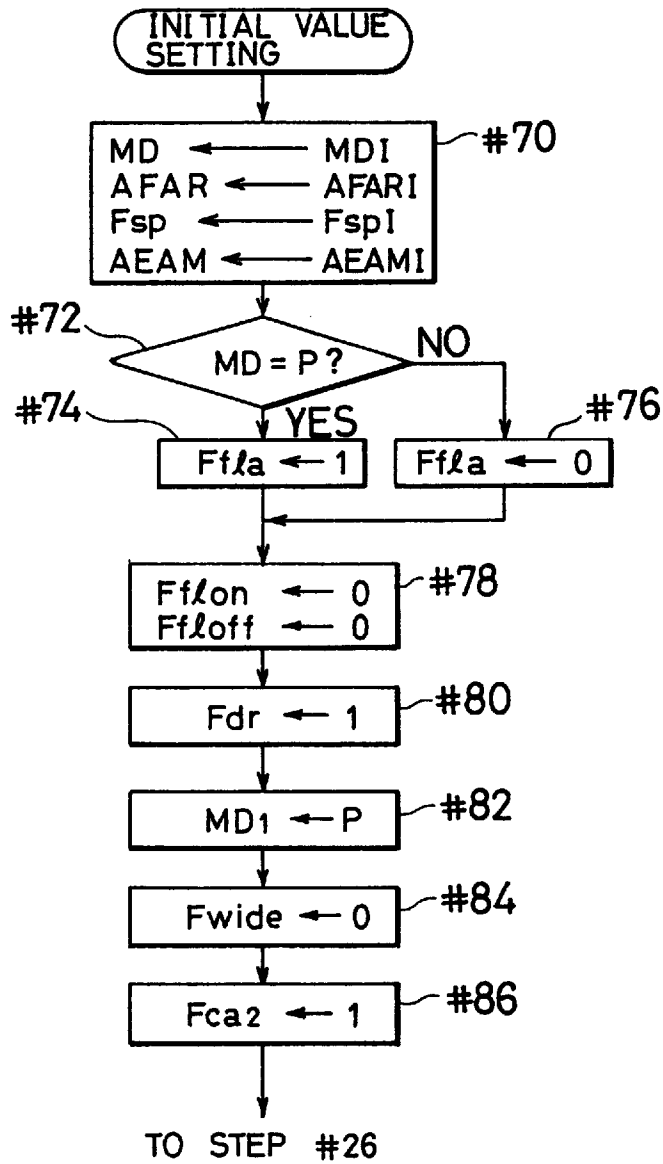 INITIAL VALUE
SETTING
#70
MD ← MDI
AFAR ← AFARI
Fsp ← FspI
AEAM ← AEAMI
#72
MD = P?
NO
#74
YES
#76
Ffla ← 1
Ffla ← 0
#78
Fflon ← 0
Ffloff ← 0
#80
Fdr ← 1
#82
MD1 ← P
#84
Fwide ← 0
#86
Fca2 ← 1
TO STEP #26